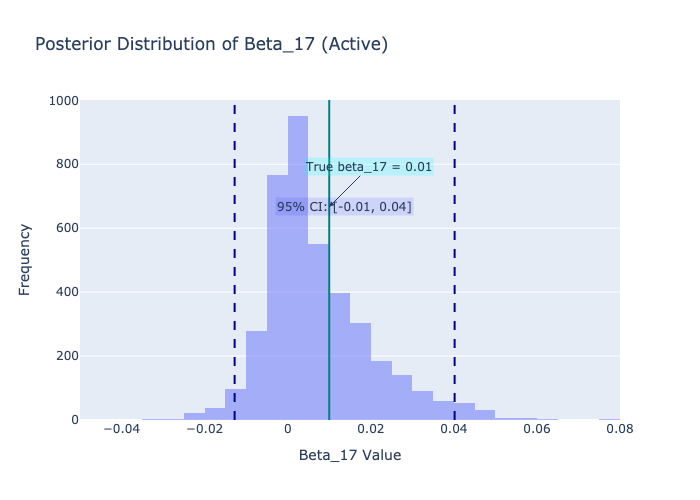 Posterior Distribution of Beta_17 (Active)
1000
800
600
400
200
0
Frequency
True beta_17 = 0.01
95% CI: [-0.01, 0.04]
−0.04
−0.02
0
0.02
0.04
0.06
0.08
Beta_17 Value